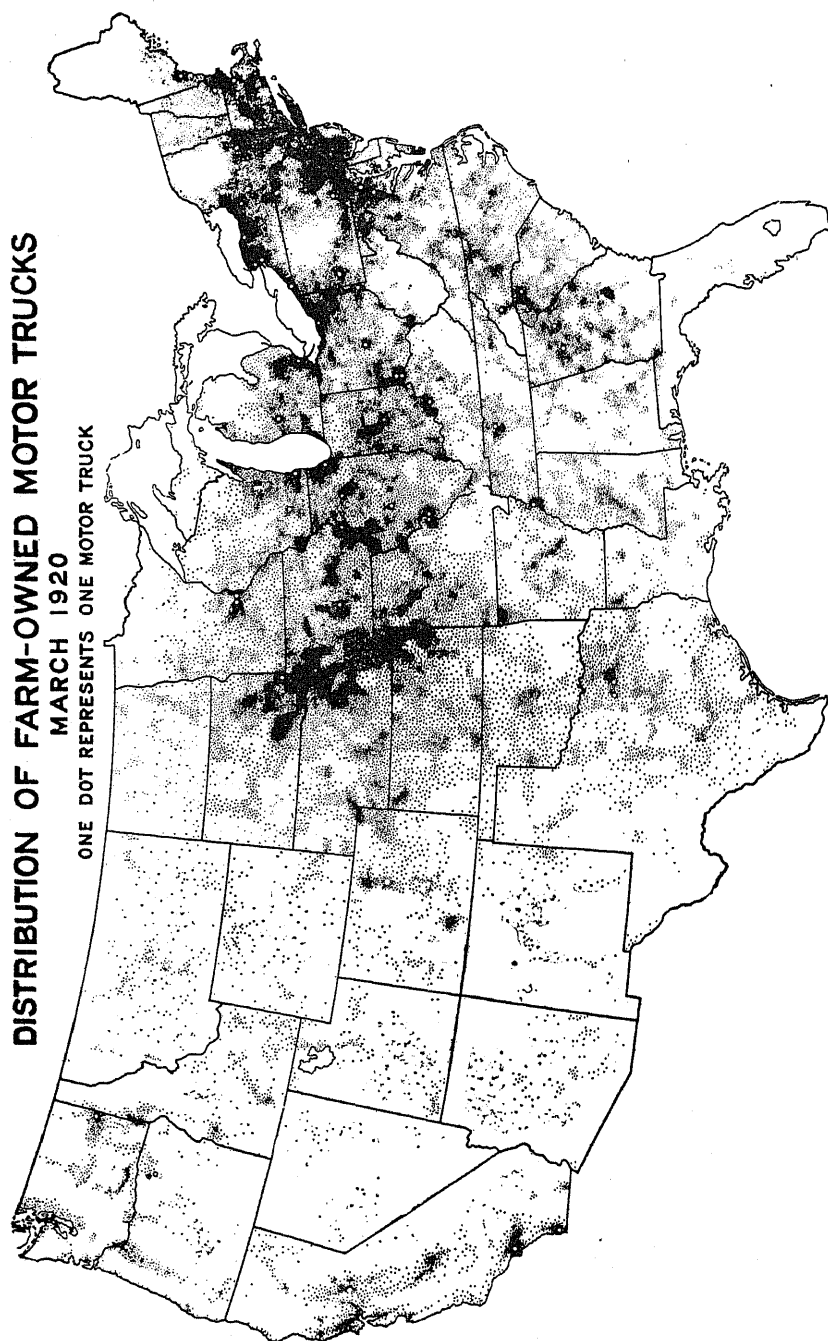 DISTRIBUTION OF FARM-OWNED MOTOR TRUCKS
MARCH 1920
ONE DOT REPRESENTS ONE MOTOR TRUCK